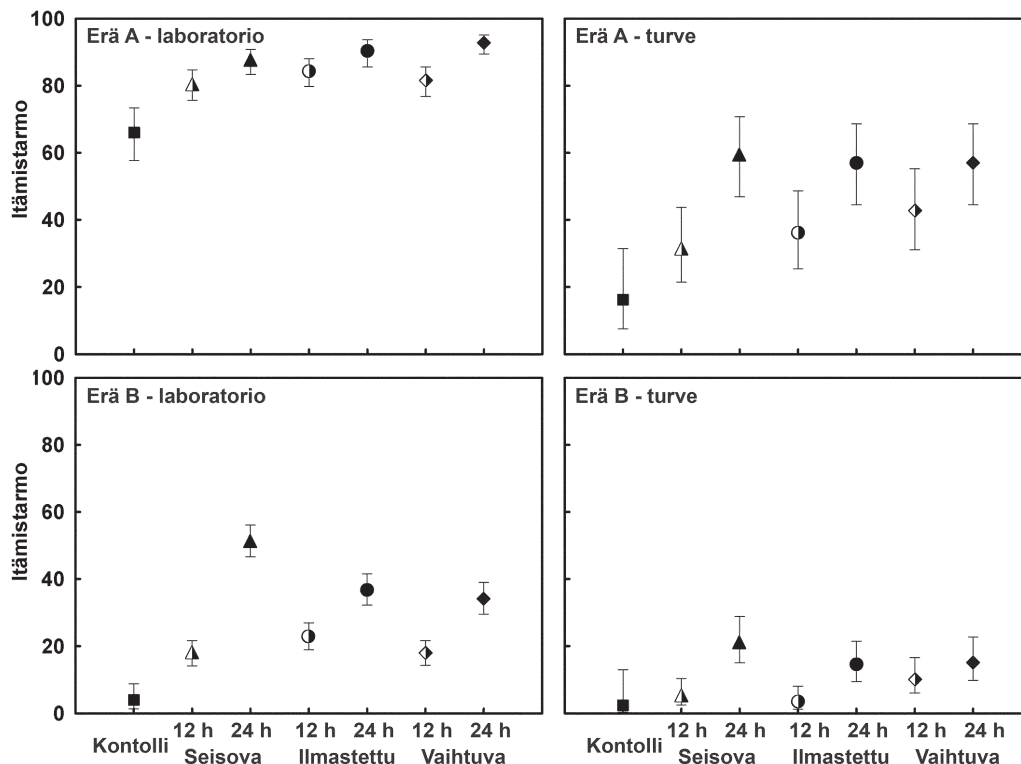 Erä A - laboratorio
Erä A - turve
Itämistarmo
100
80
60
40
20
0
Erä B - laboratorio
Erä B - turve
Itämistarmo
100
80
60
40
20
0
12 h 24 h 12 h 24 h 12 h 24 h
Kontolli Seisova Ilmastettu Vaihtuva
12 h 24 h 12 h 24 h 12 h 24 h
Kontolli Seisova Ilmastettu Vaihtuva